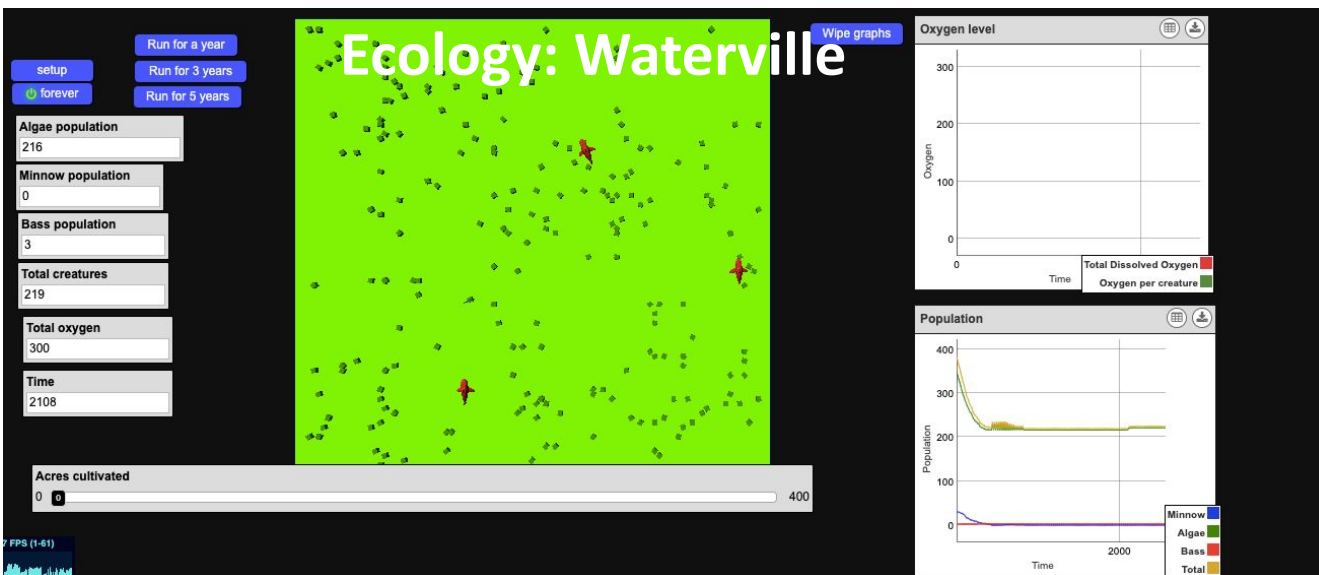 Ecology: Waterville
Run for a year
setup
Run for 3 years
forever
Run for 5 years
Algae population
216
Minnow population
0
Bass population
3
Total creatures
219
Total oxygen
300
Time
2108
Acres cultivated
0
0
400
7 FPS (1-61)
Wipe graphs
Oxygen level
300
200
100
0
Oxygen
0
Time
Total Dissolved Oxygen
Oxygen per creature
Population
400
300
200
100
0
Population
2000
Time
Minnow
Algae
Bass
Total